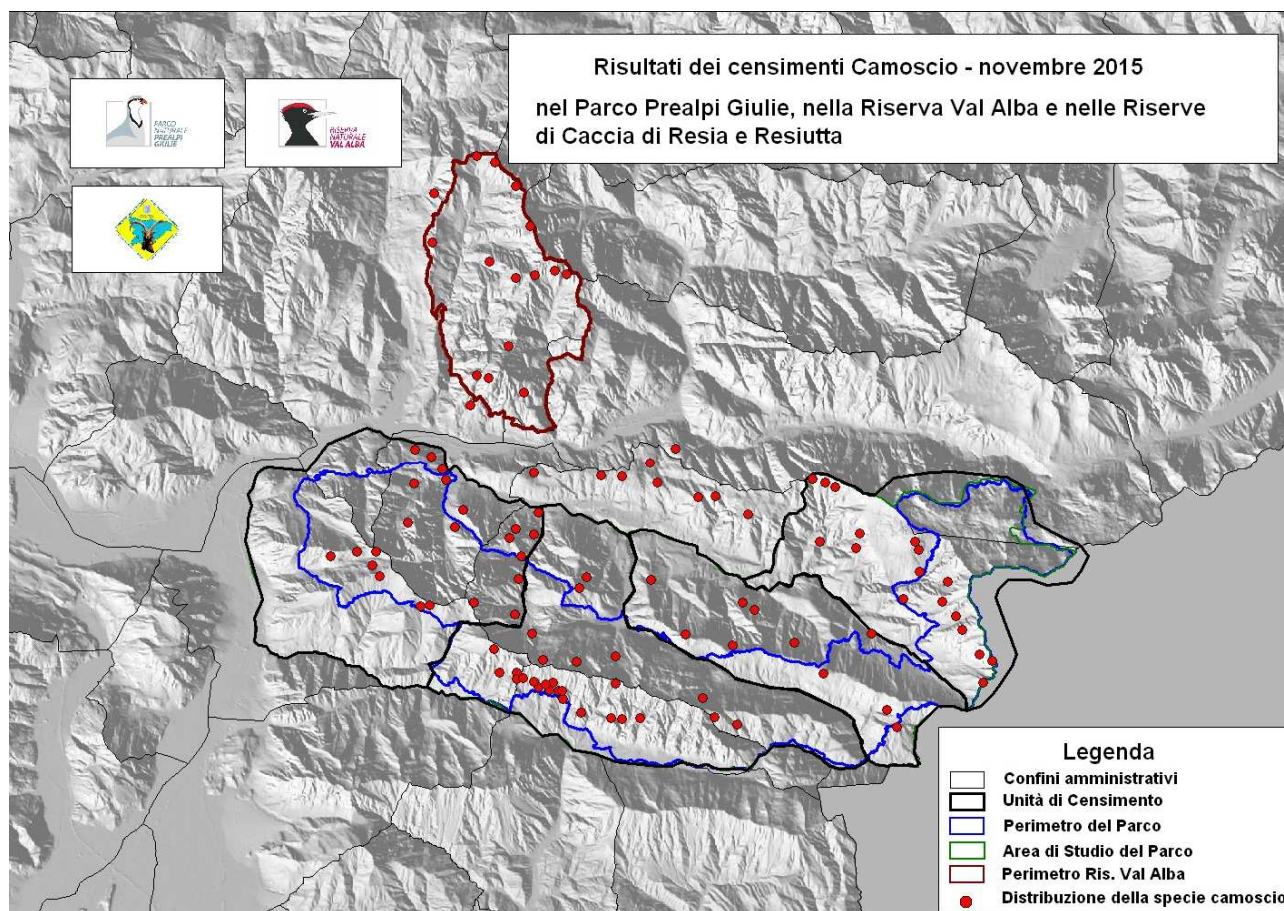 Risultati dei censimenti Camoscio - novembre 2015
nel Parco Prealpi Giulie, nella Riserva Val Alba e nelle Riserve
di Caccia di Resia e Resiutta
PARCO
NATURALE
PREALPI
GIULIE
RISERVA
NATURALE
VAL ALBA
Legenda
Confini amministrativi
Unità di Censimento
Perimetro del Parco
Area di Studio del Parco
Perimetro Ris. Val Alba
Distribuzione della specie camoscio